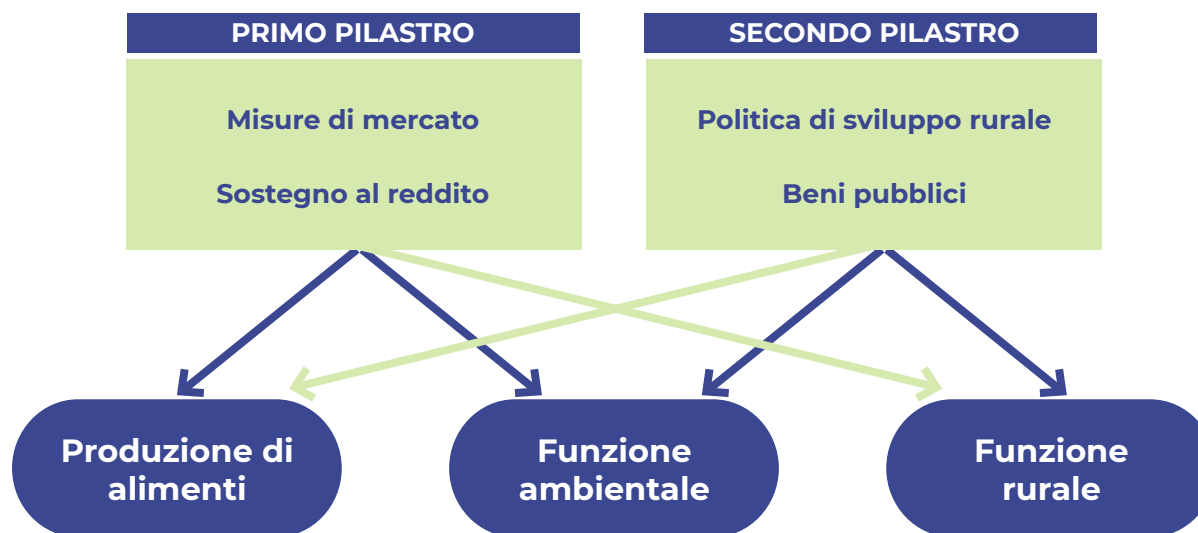 PRIMO PILASTRO
Misure di mercato
Sostegno al reddito
SECONDO PILASTRO
Politica di sviluppo rurale
Beni pubblici
Produzione di
alimenti
Funzione
ambientale
Funzione
rurale